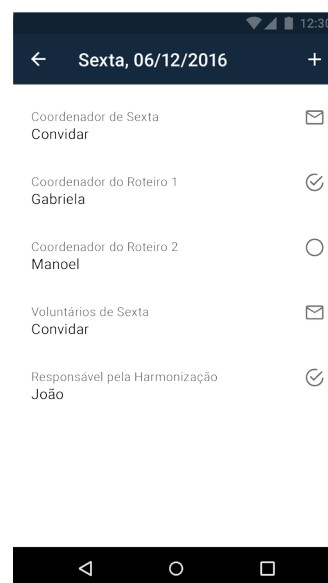 12:30
Sexta, 06/12/2016
Coordenador de Sexta
Convidar
Coordenador do Roteiro 1
Gabriela
Coordenador do Roteiro 2
Manoel
Voluntários de Sexta
Convidar
Responsável pela Harmonização
João